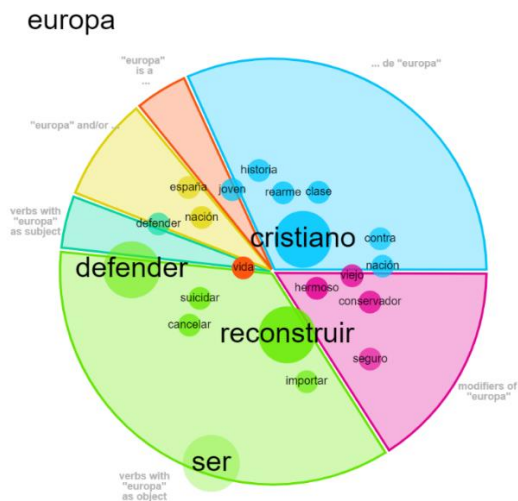 europa
"europa"
is a
...
... de "europa"
"europa" and/or ...
verbs with
"europa"
as subject
historia
joven
rearme
clase
españa
nación
defender
cristiano
contra
nación
vida
viejo
hermoso
conservador
defender
suicidar
cancelar
reconstruir
seguro
importar
modifiers of
"europa"
ser
verbs with
"europa"
as object